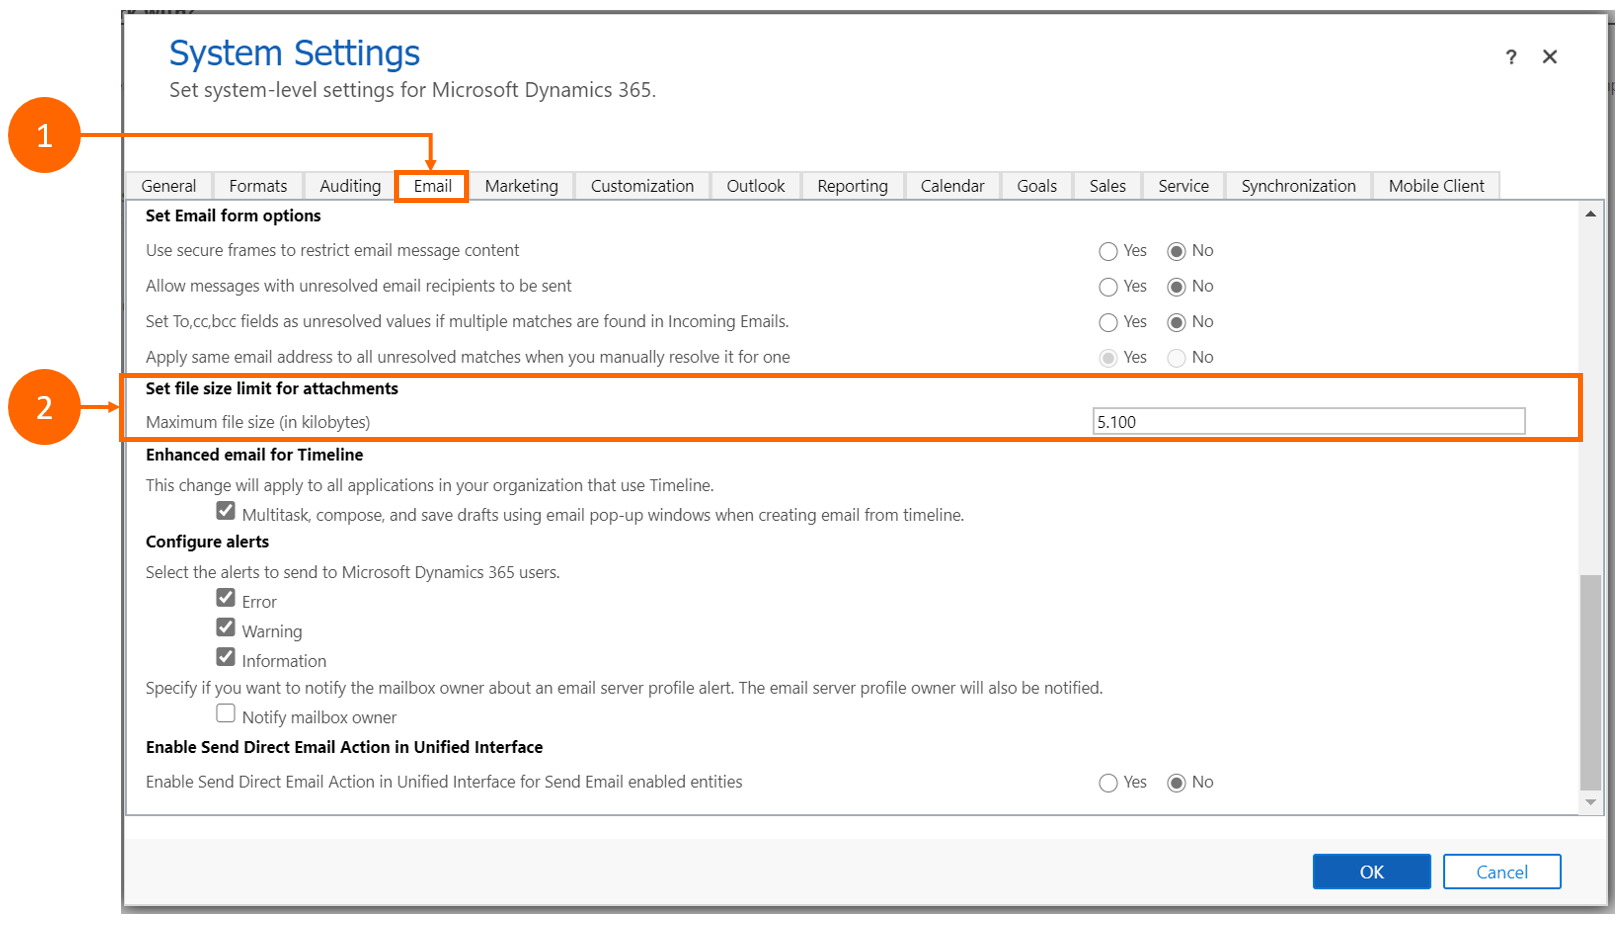 System Settings
Set system-level settings for Microsoft Dynamics 365.
?
1
General Formats Auditing Email Marketing Customization Outlook Reporting Calendar Goals Sales Service Synchronization Mobile Client
Set Email form options
Use secure frames to restrict email message content Yes No
Allow messages with unresolved email recipients to be sent Yes No
Set To,cc,bcc fields as unresolved values if multiple matches are found in Incoming Emails. Yes No
Apply same email address to all unresolved matches when you manually resolve it for one Yes No
2
Set file size limit for attachments
Maximum file size (in kilobytes) 5.100
Enhanced email for Timeline
This change will apply to all applications in your organization that use Timeline.
Multitask, compose, and save drafts using email pop-up windows when creating email from timeline.
Configure alerts
Select the alerts to send to Microsoft Dynamics 365 users.
Error
Warning
Information
Specify if you want to notify the mailbox owner about an email server profile alert. The email server profile owner will also be notified.
Notify mailbox owner
Enable Send Direct Email Action in Unified Interface
Enable Send Direct Email Action in Unified Interface for Send Email enabled entities Yes No
OK Cancel